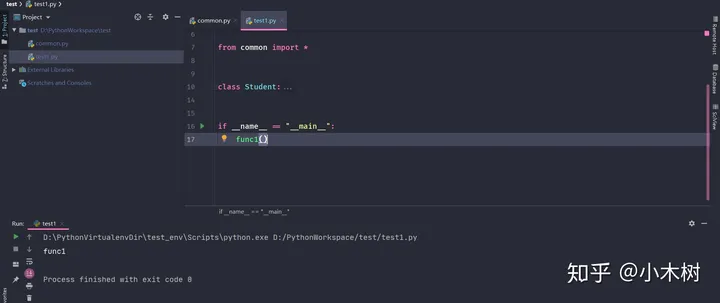 test
test1.py
Project
common.py
test1.py
1: Project
test D:\PythonWorkspace\test
common.py
test1.py
External Libraries
Scratches and Consoles
7: Structure
6
7 from common import *
8
9
10 class Student:...
14
15
16 if __name__ == "__main__":
17 func1()
if __name__ == "__main__"
Remote Host
Database
SciView
Run: test1
D:\PythonVirtualenvDir\test_env\Scripts\python.exe D:/PythonWorkspace/test/test1.py
func1
Process finished with exit code 0
2: Favorites
知乎 @小木树